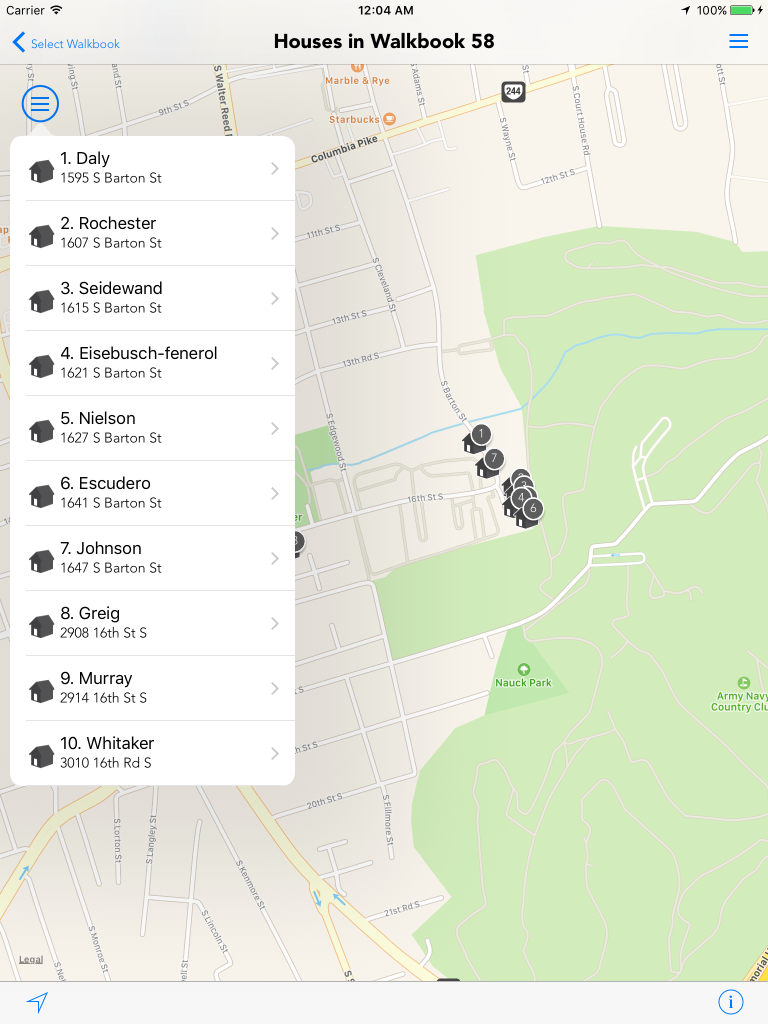 Carrier
12:04 AM
100%
Select Walkbook
Houses in Walkbook 58
Marble & Rye
244
9th St S
S Walter Reed
Starbucks
Columbia Pike
S Adams St
S Wayne St
S Court House Rd
12th St S
1. Daly
1595 S Barton St
2. Rochester
1607 S Barton St
11th St S
3. Seidewand
1615 S Barton St
S Cleveland St
13th St S
4. Eisebusch-fenerol
1621 S Barton St
13th Rd S
S Barton St
5. Nielson
1627 S Barton St
S Edgewood St
1
7
6. Escudero
1641 S Barton St
16th St S
3
4
6
7. Johnson
1647 S Barton St
8. Greig
2908 16th St S
9. Murray
2914 16th St S
Nauck Park
Army Navy
Country Clu
10. Whitaker
3010 16th Rd S
20th St S
S Fillmore St
S Lorton St
S Langley St
S Kenmore St
21st Rd S
S Lincoln St
S Monroe St
Legal